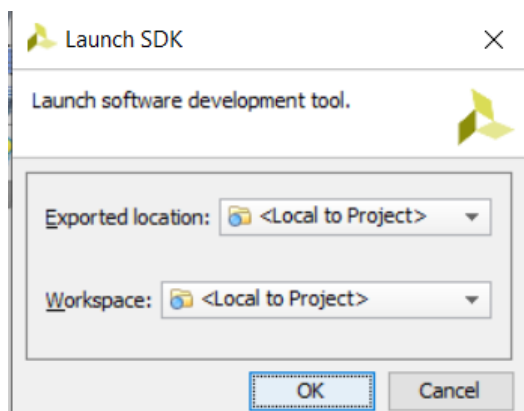 Launch SDK
Launch software development tool.
Exported location: <Local to Project>
Workspace: <Local to Project>
OK Cancel